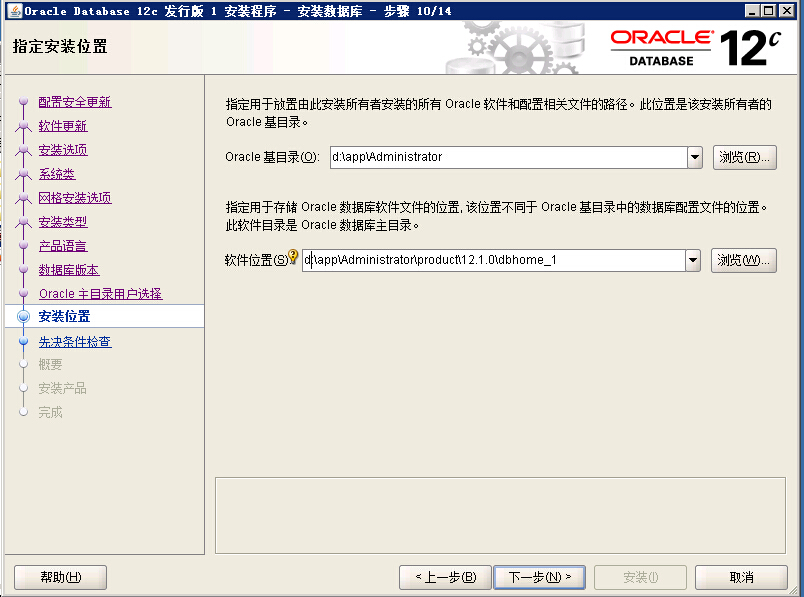 Oracle Database 12c 发行版 1 安装程序 - 安装数据库 - 步骤 10/14
指定安装位置
ORACLE®
DATABASE
12c
配置安全更新
软件更新
安装选项
系统类
网格安装选项
安装类型
产品语言
数据库版本
Oracle 主目录用户选择
安装位置
先决条件检查
概要
安装产品
完成
指定用于放置由此安装所有者安装的所有 Oracle 软件和配置相关文件的路径。此位置是该安装所有者的
Oracle 基目录。
Oracle 基目录(O): d:\app\Administrator 浏览(R)...
指定用于存储 Oracle 数据库软件文件的位置, 该位置不同于 Oracle 基目录中的数据库配置文件的位置。
此软件目录是 Oracle 数据库主目录。
软件位置(S) d:\app\Administrator\product\12.1.0\dbhome_1 浏览(W)...
帮助(H) < 上一步(B) 下一步(N) > 安装(I) 取消